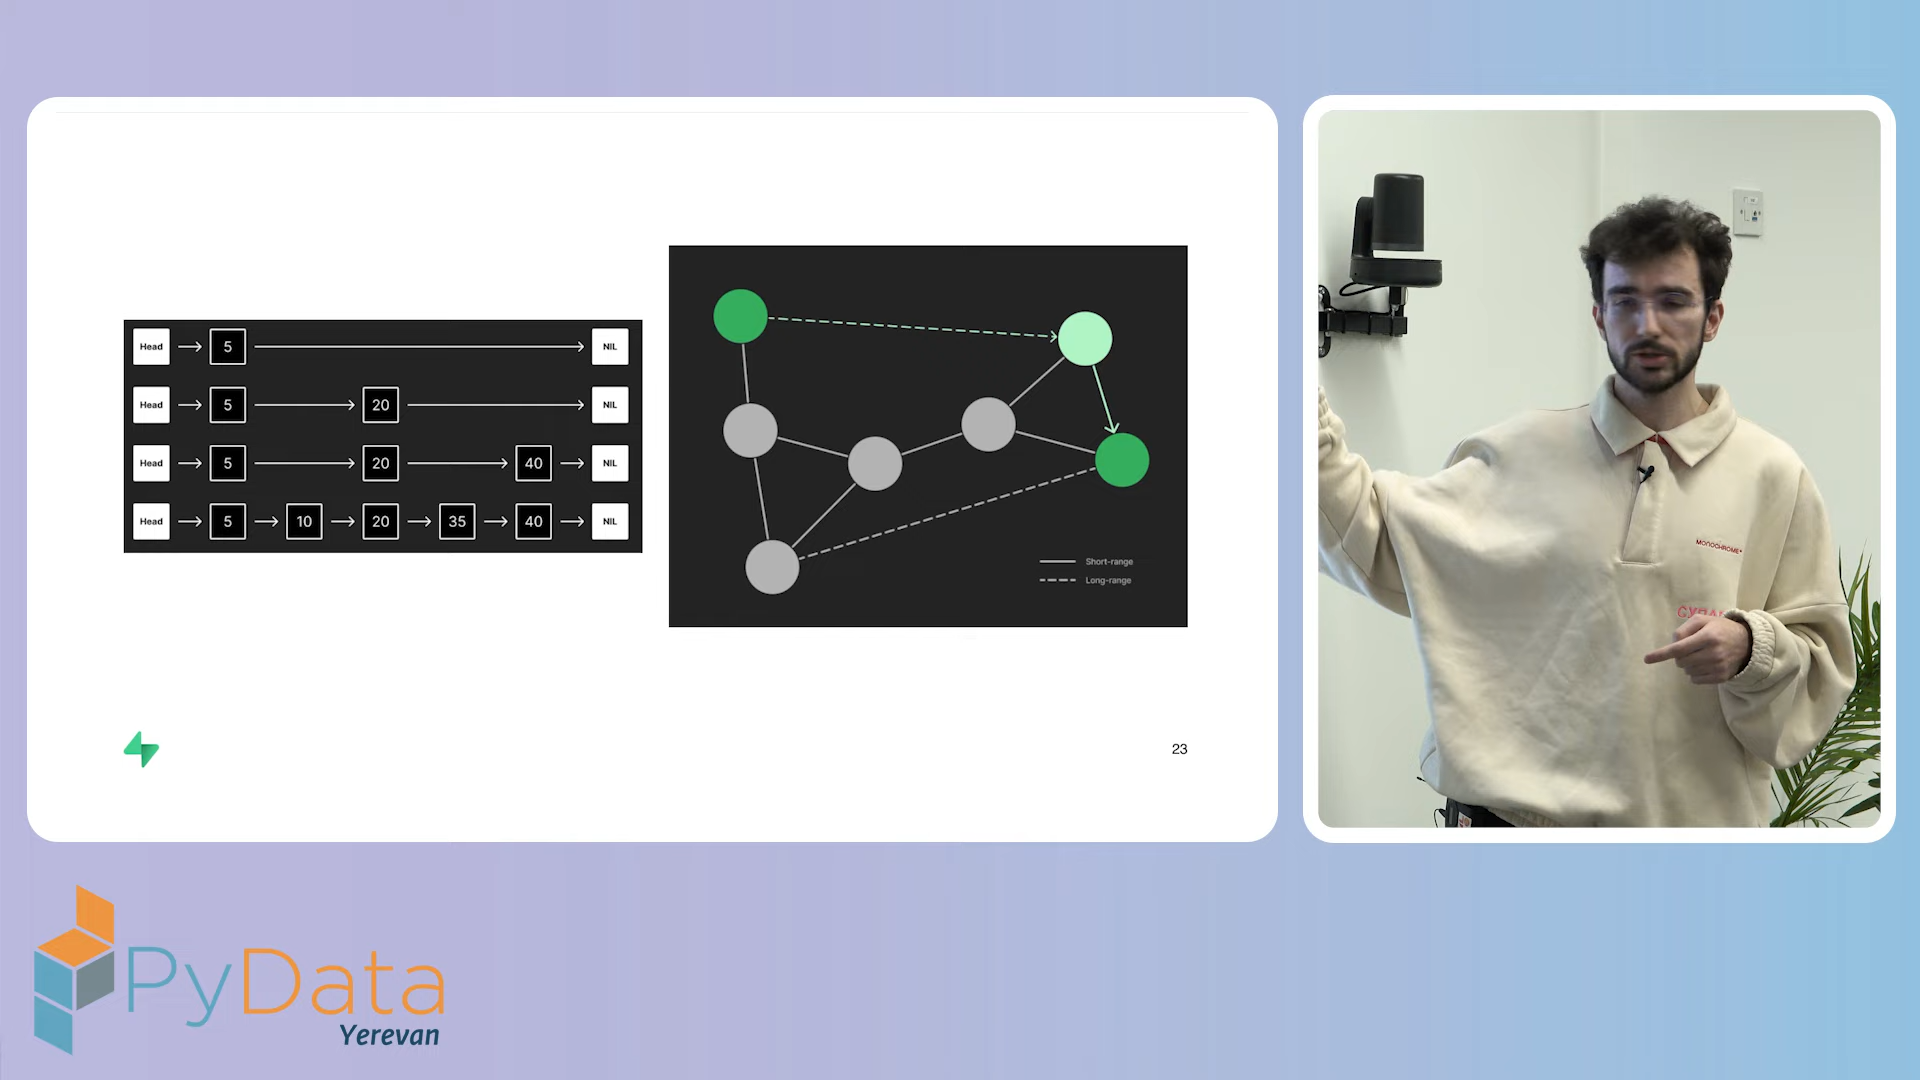 Head 5 NIL
Head 5 20 NIL
Head 5 20 40 NIL
Head 5 10 20 35 40 NIL
Short-range
Long-range
23
MONOCHROME
PyData
Yerevan